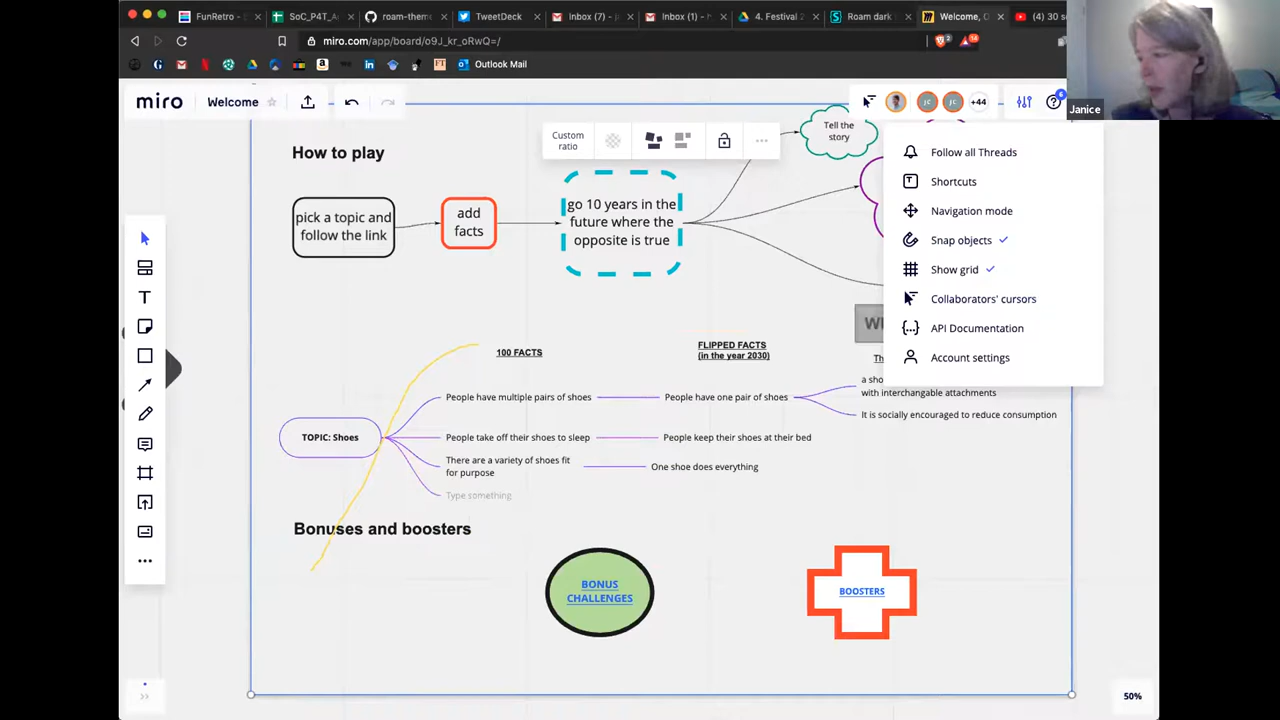 miro
FunRetro - E
SoC_P4T_A
roam-them
TweetDeck
Inbox (7) - j
Inbox (1) - h
4. Festival 2
Roam dark
Welcome, O
(4) 30 s
miro.com/app/board/o9J_kr_oRwQ=/
2
14
Outlook Mail
Janice
miro
Welcome
jc
jc
+44
6
Custom
ratio
Tell the
story
Follow all Threads
Shortcuts
Navigation mode
Snap objects
Show grid
Collaborators' cursors
API Documentation
Account settings
How to play
pick a topic and
follow the link
add
facts
go 10 years in the
future where the
opposite is true
100 FACTS
FLIPPED FACTS
(in the year 2030)
a sho
with interchangable attachments
It is socially encouraged to reduce consumption
TOPIC: Shoes
People have multiple pairs of shoes
People have one pair of shoes
People take off their shoes to sleep
People keep their shoes at their bed
There are a variety of shoes fit
for purpose
One shoe does everything
Type something
Bonuses and boosters
BONUS
CHALLENGES
BOOSTERS
50%